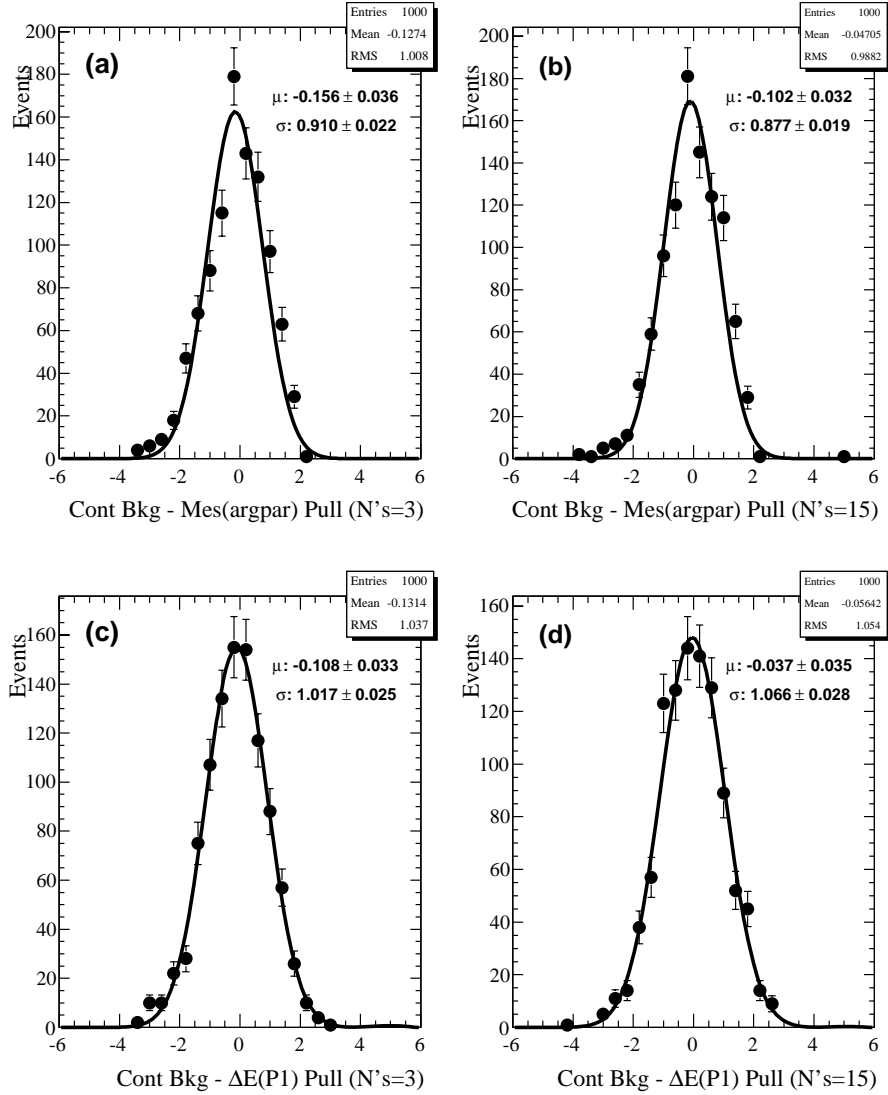 Entries 1000
Mean -0.1274
RMS 1.008
(a)
μ: -0.156 ± 0.036
σ: 0.910 ± 0.022
Events
200
180
160
140
120
100
80
60
40
20
0
-6 -4 -2 0 2 4 6
Cont Bkg - Mes(argpar) Pull (N's=3)
Entries 1000
Mean -0.04705
RMS 0.9882
(b)
μ: -0.102 ± 0.032
σ: 0.877 ± 0.019
Events
200
180
160
140
120
100
80
60
40
20
0
-6 -4 -2 0 2 4 6
Cont Bkg - Mes(argpar) Pull (N's=15)
Entries 1000
Mean -0.1314
RMS 1.037
(c)
μ: -0.108 ± 0.033
σ: 1.017 ± 0.025
Events
160
140
120
100
80
60
40
20
0
-6 -4 -2 0 2 4 6
Cont Bkg - ΔE(P1) Pull (N's=3)
Entries 1000
Mean -0.05642
RMS 1.054
(d)
μ: -0.037 ± 0.035
σ: 1.066 ± 0.028
Events
160
140
120
100
80
60
40
20
0
-6 -4 -2 0 2 4 6
Cont Bkg - ΔE(P1) Pull (N's=15)